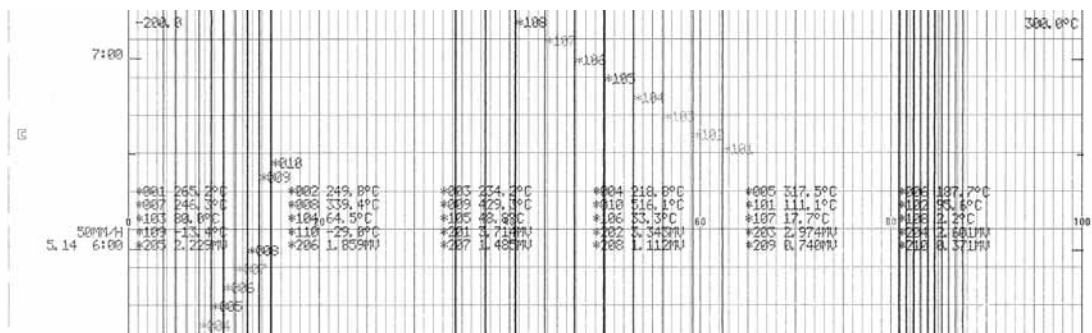 -200.0 *108 300.0°C
*107
7:00 *106
*105
*104
*103
*102
*101
*010
*009
*001 265.2°C *002 249.8°C *003 234.2°C *004 218.8°C *005 317.5°C *006 187.7°C
*007 246.3°C *008 339.4°C *009 429.3°C *010 516.1°C *101 111.1°C *102 95.6°C
*103 80.0°C *104 64.5°C *105 48.8°C *106 33.3°C *107 17.7°C *108 2.2°C
0 60 80 100
50MM/H *109 -13.4°C *110 -29.0°C *201 3.714MV *202 3.343MV *203 2.974MV *204 2.601MV
5.14 6:00 *205 2.229MV *206 1.859MV *207 1.485MV *208 1.112MV *209 0.740MV *210 0.371MV
*008
*007
*006
*005
*004